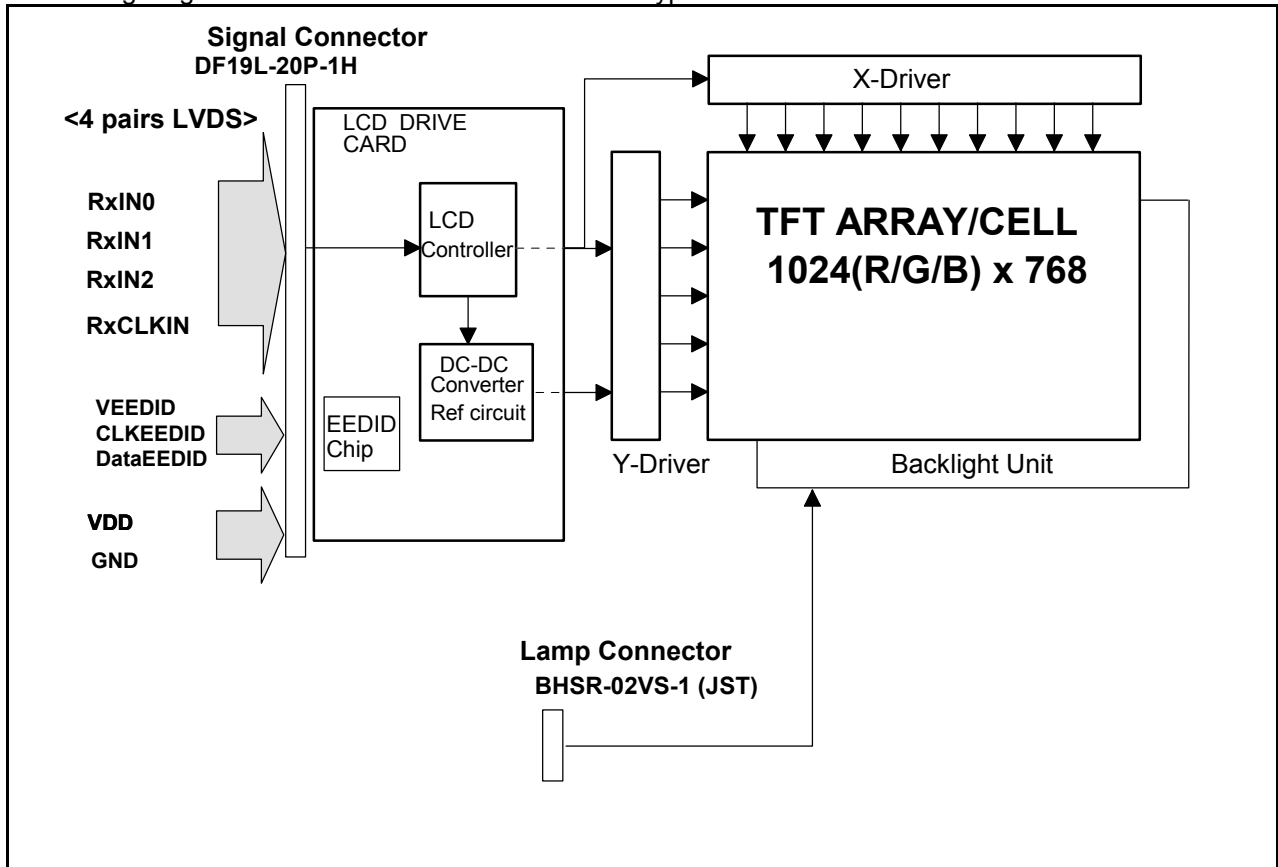 Signal Connector
DF19L-20P-1H
<4 pairs LVDS>
RxIN0
RxIN1
RxIN2
RxCLKIN
VEEDID
CLKEEDID
DataEEDID
VDD
GND
LCD DRIVE
CARD
LCD
Controller
DC-DC
Converter
Ref circuit
EEDID
Chip
X-Driver
Y-Driver
TFT ARRAY/CELL
1024(R/G/B) x 768
Backlight Unit
Lamp Connector
BHSR-02VS-1 (JST)